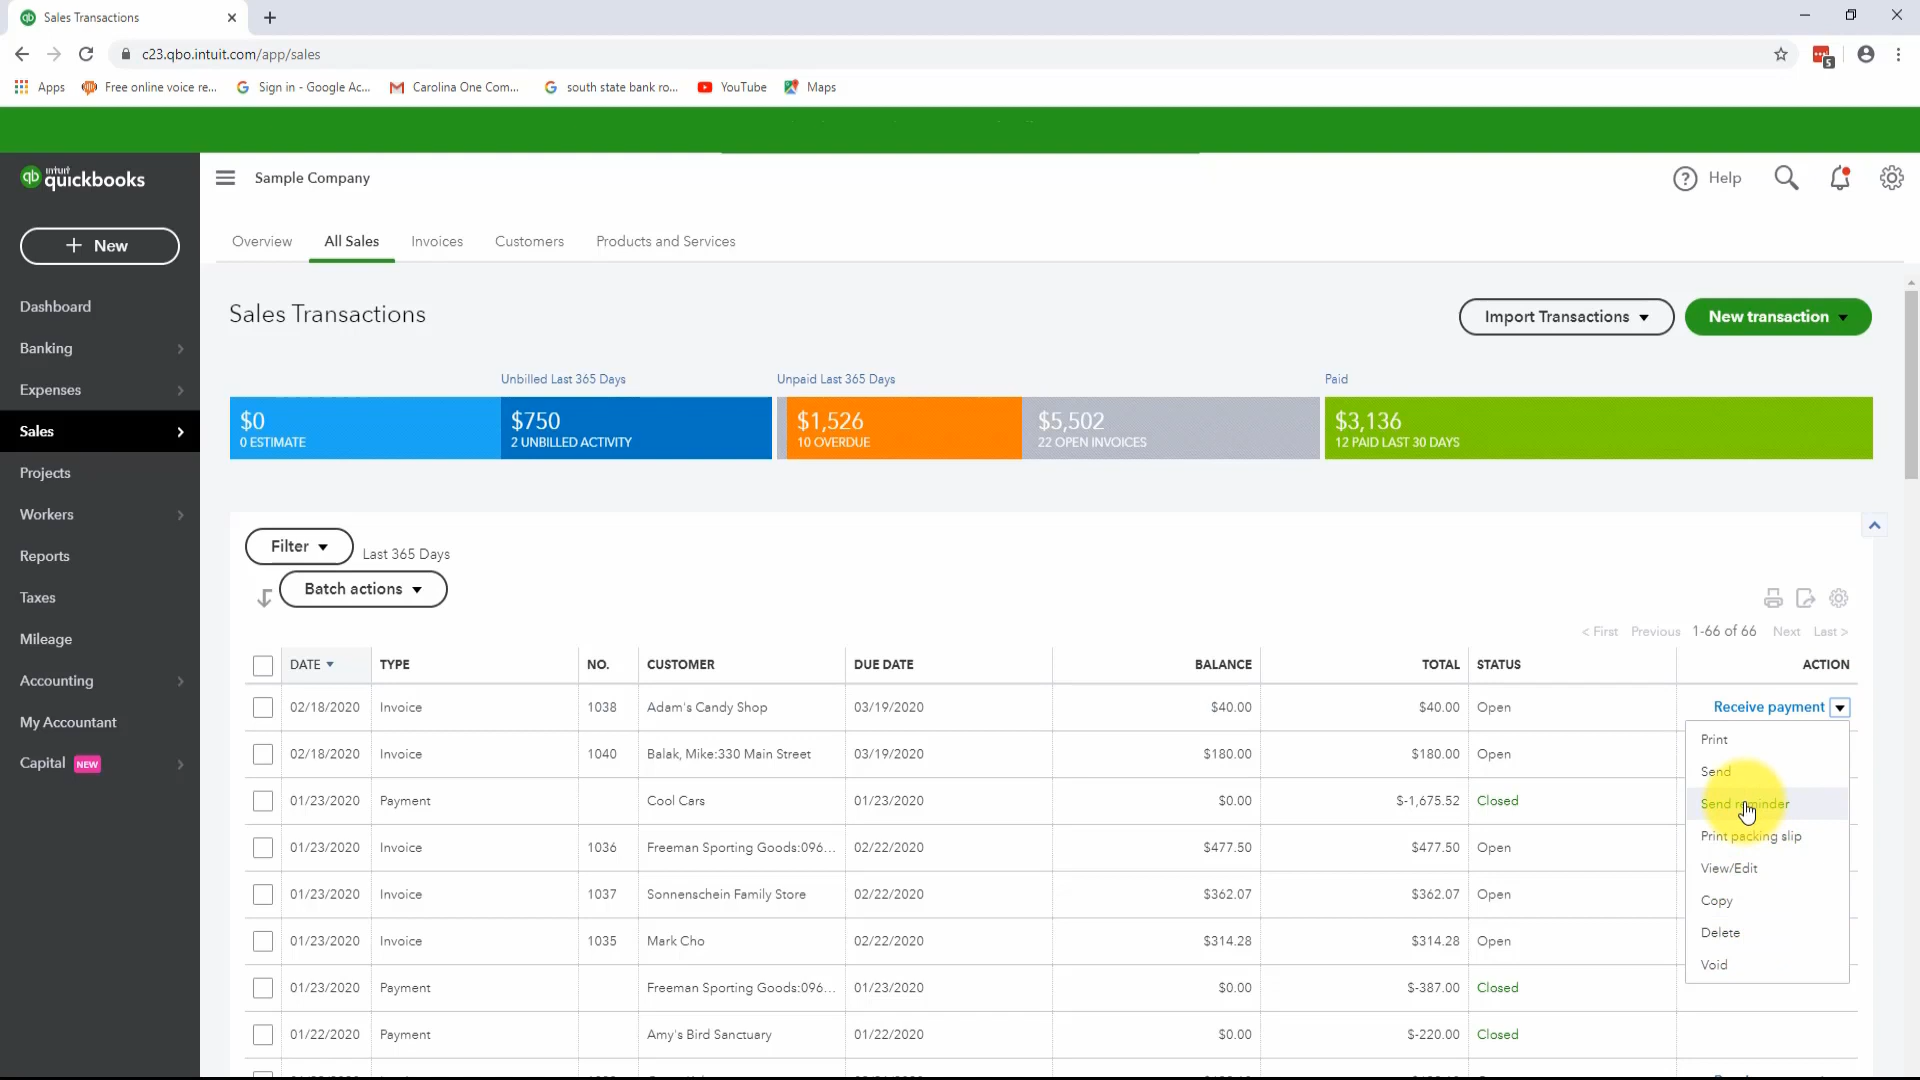 Sales Transactions
c23.qbo.intuit.com/app/sales
5
Apps Free online voice re... Sign in - Google Ac... Carolina One Com... south state bank ro... YouTube Maps
qb intuit quickbooks
Sample Company
? Help
+ New
Overview All Sales Invoices Customers Products and Services
Dashboard
Banking
Expenses
Sales
Projects
Workers
Reports
Taxes
Mileage
Accounting
My Accountant
Capital NEW
Sales Transactions
Import Transactions
New transaction
Unbilled Last 365 Days
Unpaid Last 365 Days
Paid
$0
0 ESTIMATE
$750
2 UNBILLED ACTIVITY
$1,526
10 OVERDUE
$5,502
22 OPEN INVOICES
$3,136
12 PAID LAST 30 DAYS
Filter
Last 365 Days
Batch actions
< First Previous 1-66 of 66 Next Last >
DATE TYPE NO. CUSTOMER DUE DATE BALANCE TOTAL STATUS ACTION
02/18/2020 Invoice 1038 Adam's Candy Shop 03/19/2020 $40.00 $40.00 Open Receive payment
02/18/2020 Invoice 1040 Balak, Mike:330 Main Street 03/19/2020 $180.00 $180.00 Open
01/23/2020 Payment Cool Cars 01/23/2020 $0.00 $-1,675.52 Closed
01/23/2020 Invoice 1036 Freeman Sporting Goods:096... 02/22/2020 $477.50 $477.50 Open
01/23/2020 Invoice 1037 Sonnenschein Family Store 02/22/2020 $362.07 $362.07 Open
01/23/2020 Invoice 1035 Mark Cho 02/22/2020 $314.28 $314.28 Open
01/23/2020 Payment Freeman Sporting Goods:096... 01/23/2020 $0.00 $-387.00 Closed
01/22/2020 Payment Amy's Bird Sanctuary 01/22/2020 $0.00 $-220.00 Closed
Print
Send
Send reminder
Print packing slip
View/Edit
Copy
Delete
Void